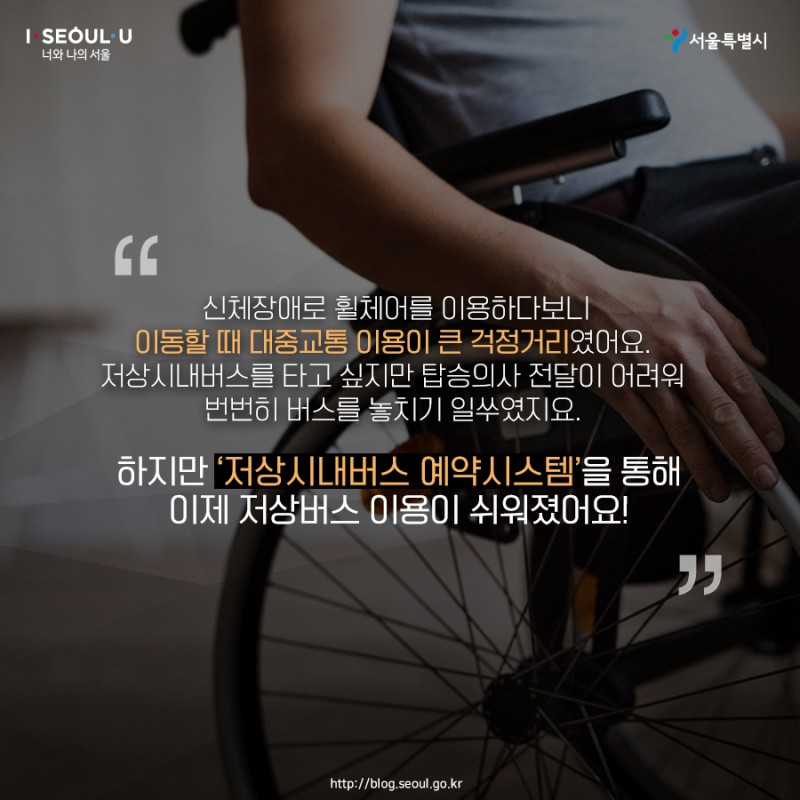 I·SEOUL·U
너와 나의 서울
서울특별시
“
신체장애로 휠체어를 이용하다보니
이동할 때 대중교통 이용이 큰 걱정거리였어요.
저상시내버스를 타고 싶지만 탑승의사 전달이 어려워
번번히 버스를 놓치기 일쑤였지요.
하지만 ‘저상시내버스 예약시스템’을 통해
이제 저상버스 이용이 쉬워졌어요!
”
http://blog.seoul.go.kr